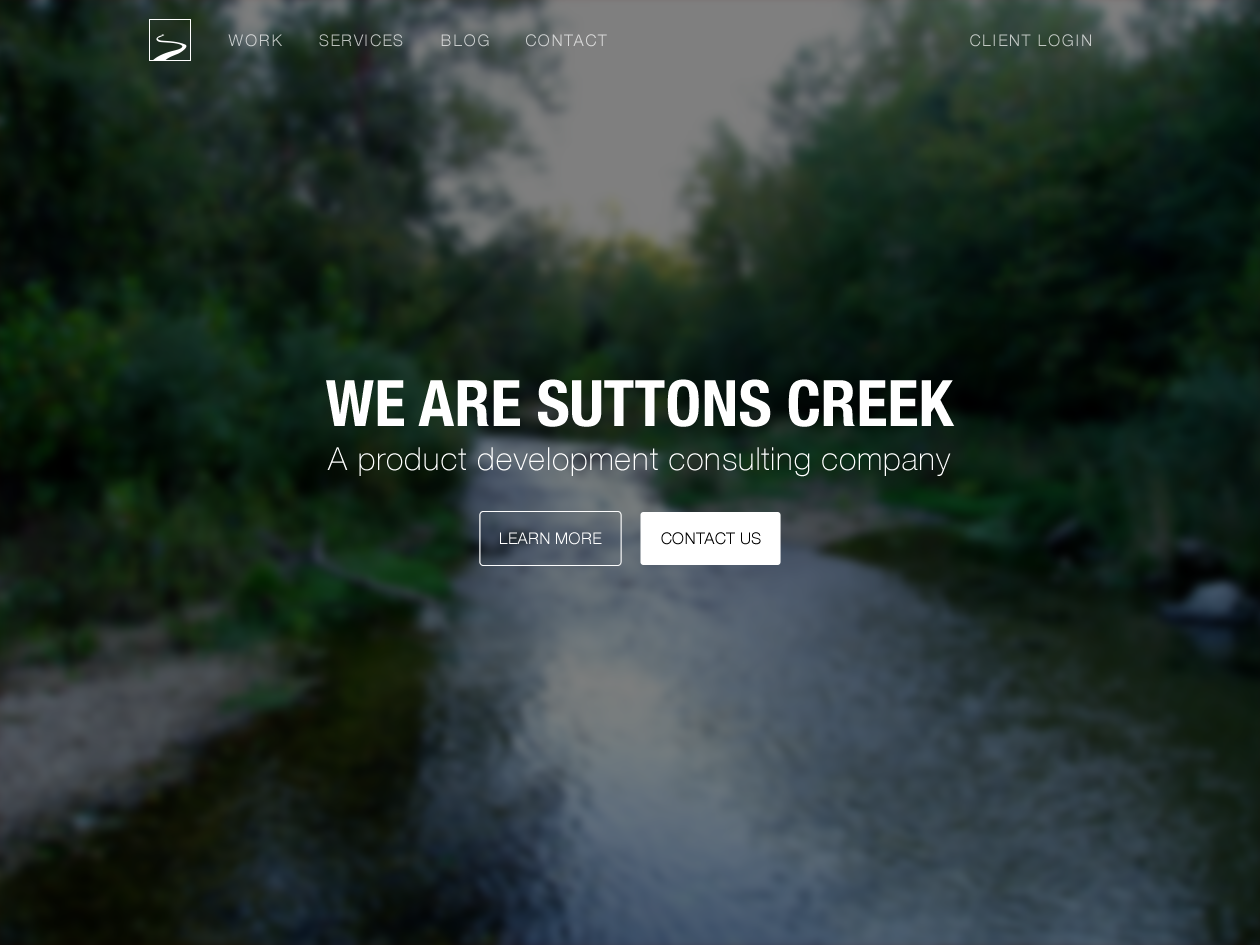 WORK SERVICES BLOG CONTACT CLIENT LOGIN
WE ARE SUTTONS CREEK
A product development consulting company
LEARN MORE CONTACT US